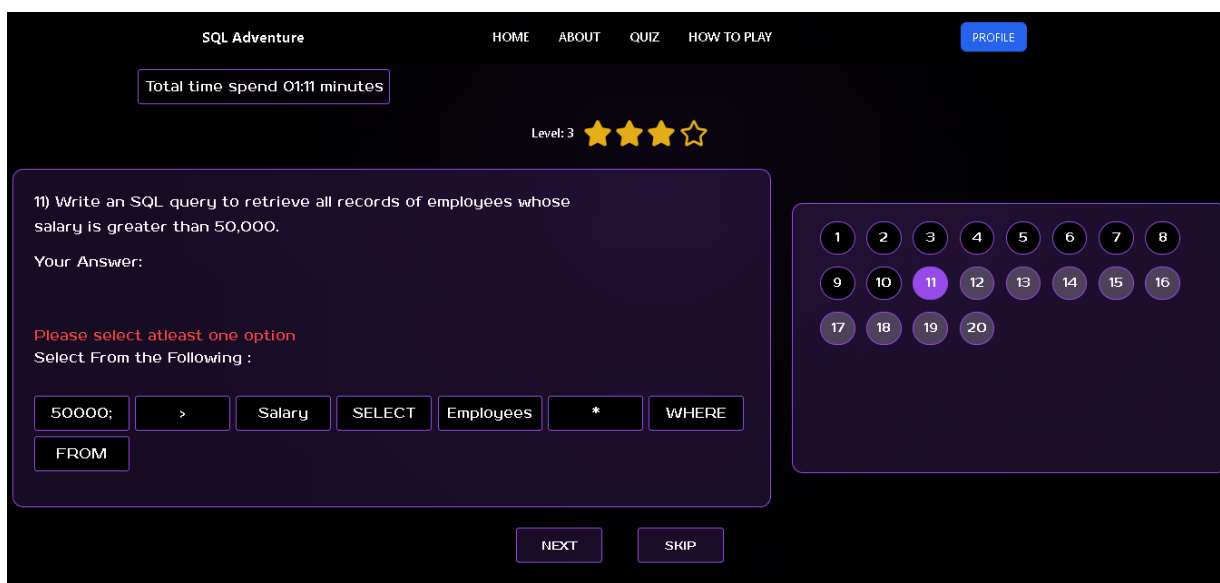 SQL Adventure HOME ABOUT QUIZ HOW TO PLAY PROFILE
Total time spend 01:11 minutes
Level: 3
11) Write an SQL query to retrieve all records of employees whose
salary is greater than 50,000.
Your Answer:
Please select atleast one option
Select From the Following :
50000; > Salary SELECT Employees * WHERE
FROM
1 2 3 4 5 6 7 8
9 10 11 12 13 14 15 16
17 18 19 20
NEXT SKIP